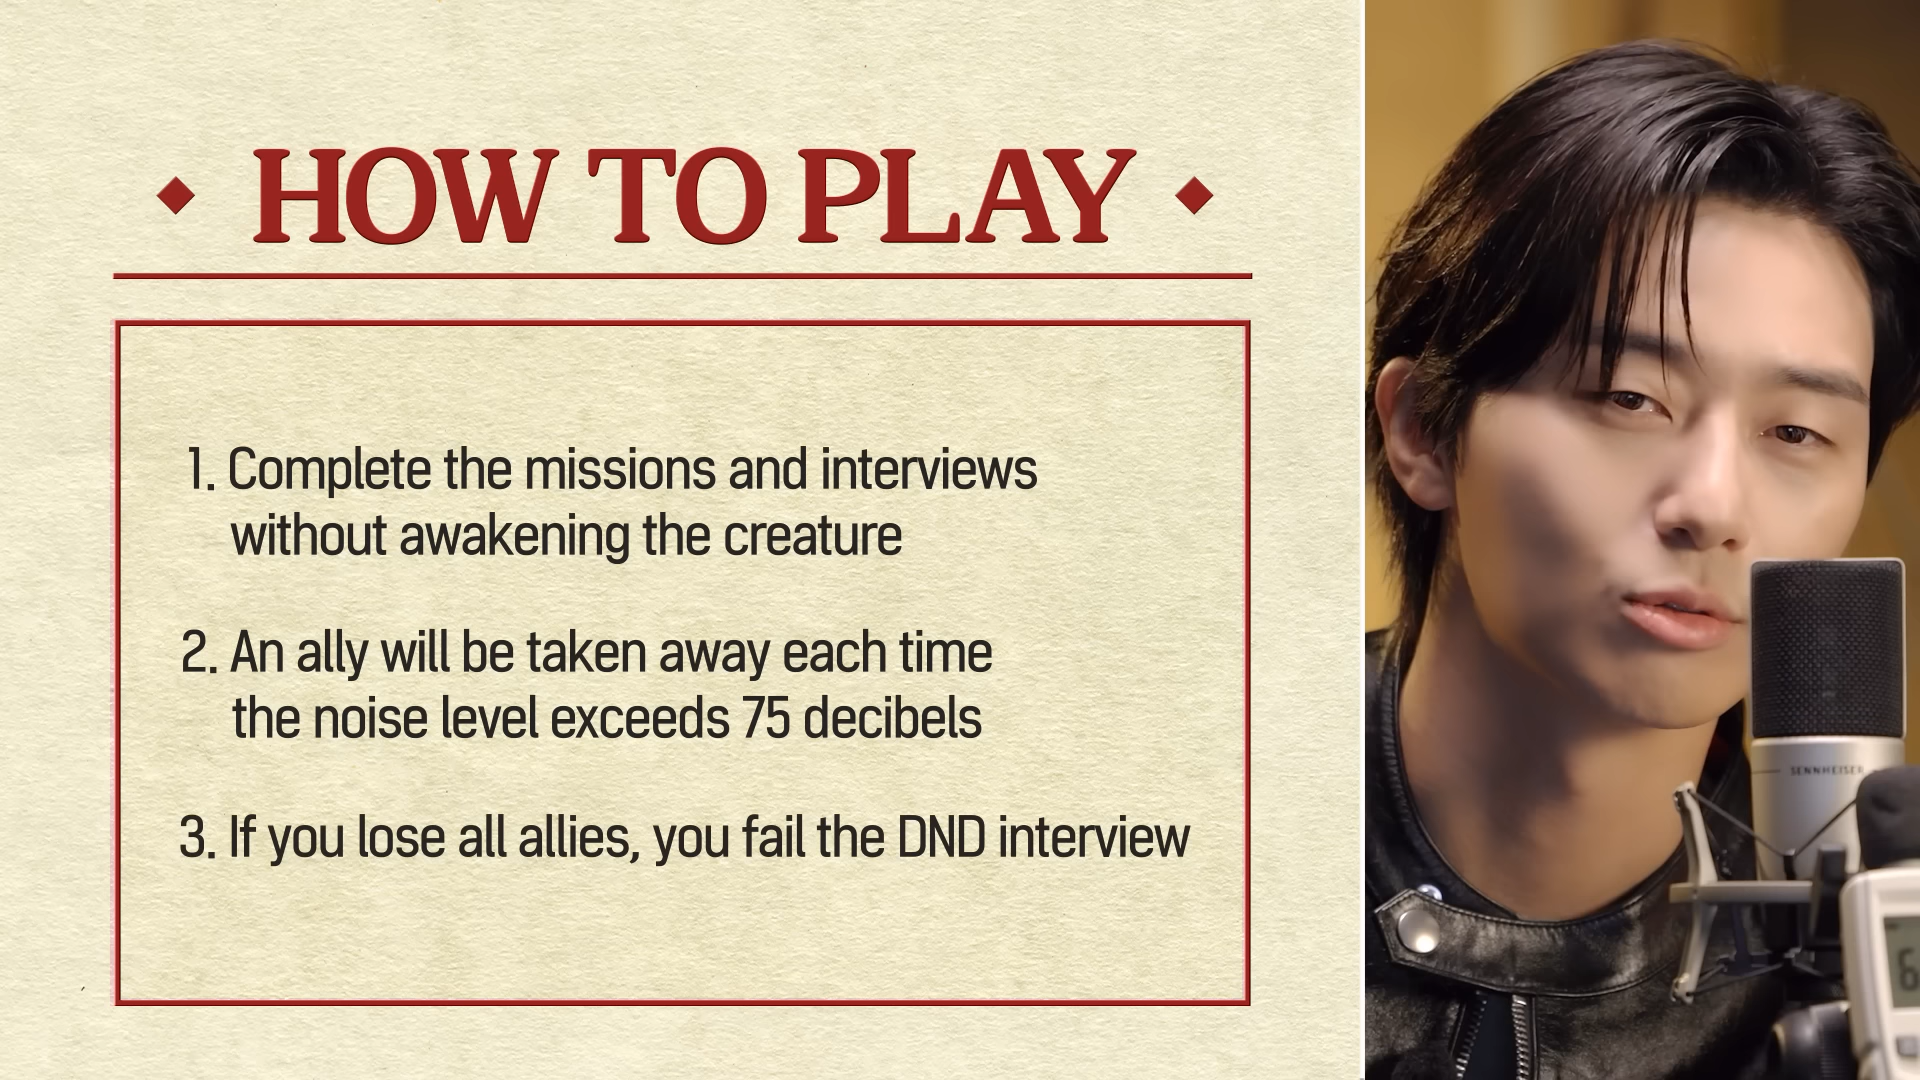 HOW TO PLAY
1. Complete the missions and interviews
without awakening the creature
2. An ally will be taken away each time
the noise level exceeds 75 decibels
3. If you lose all allies, you fail the DND interview
SENNHEISER
6